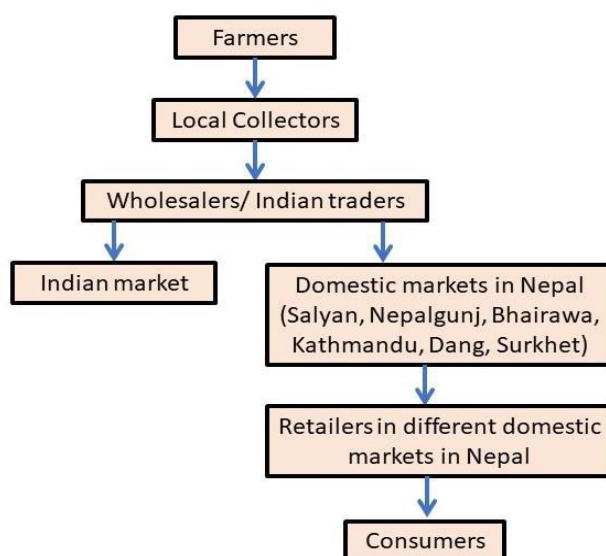 Farmers
Local Collectors
Wholesalers/ Indian traders
Indian market
Domestic markets in Nepal
(Salyan, Nepalgunj, Bhairawa,
Kathmandu, Dang, Surkhet)
Retailers in different domestic
markets in Nepal
Consumers